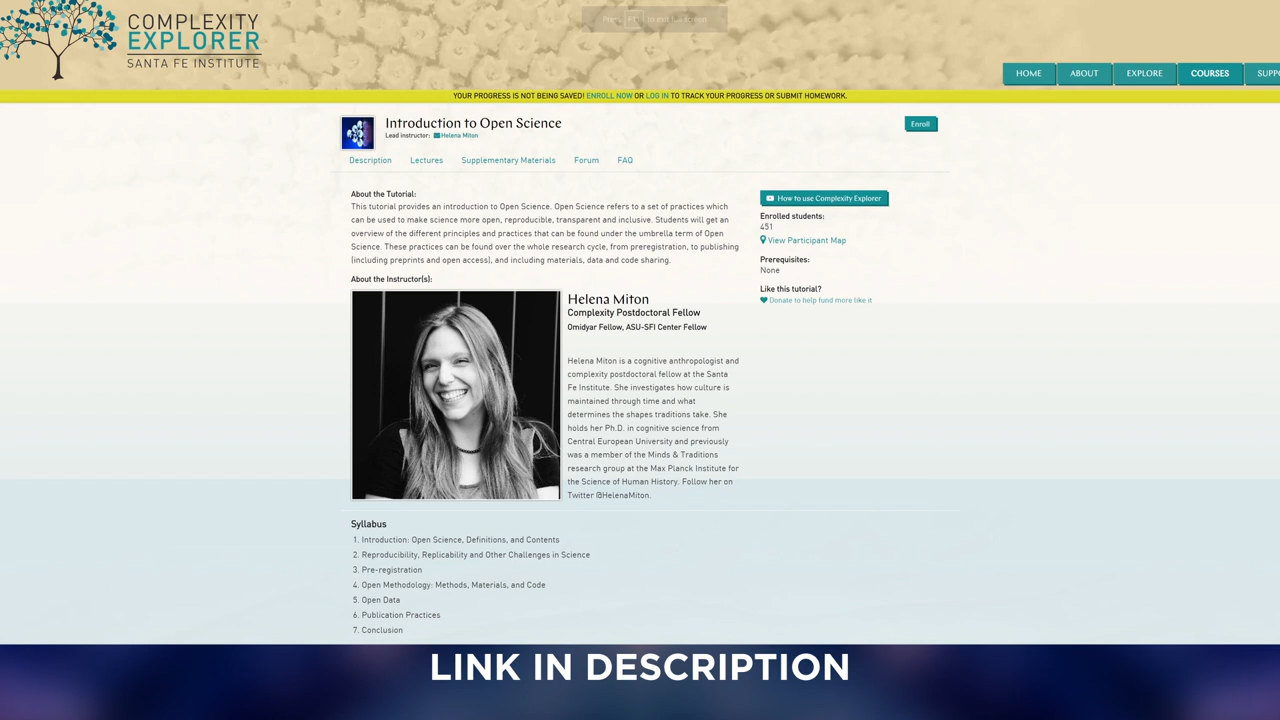 COMPLEXITY
EXPLORER
SANTA FE INSTITUTE
to exit full screen
HOME
ABOUT
EXPLORE
COURSES
YOUR PROGRESS IS NOT BEING SAVED! ENROLL NOW OR LOG IN TO TRACK YOUR PROGRESS OR SUBMIT HOMEWORK.
Introduction to Open Science
Lead instructor: Helena Miton
Enroll
Description
Lectures
Supplementary Materials
Forum
FAQ
About the Tutorial:
This tutorial provides an introduction to Open Science. Open Science refers to a set of practices which
can be used to make science more open, reproducible, transparent and inclusive. Students will get an
overview of the different principles and practices that can be found under the umbrella term of Open
Science. These practices can be found over the whole research cycle, from preregistration, to publishing
(including preprints and open access), and including materials, data and code sharing.
How to use Complexity Explorer
Enrolled students:
451
View Participant Map
Prerequisites:
None
Like this tutorial?
Donate to help fund more like it
About the Instructor(s):
Helena Miton
Complexity Postdoctoral Fellow
Omidyar Fellow, ASU-SFI Center Fellow
Helena Miton is a cognitive anthropologist and
complexity postdoctoral fellow at the Santa
Fe Institute. She investigates how culture is
maintained through time and what
determines the shapes traditions take. She
holds her Ph.D. in cognitive science from
Central European University and previously
was a member of the Minds & Traditions
research group at the Max Planck Institute for
the Science of Human History. Follow her on
Twitter @HelenaMiton.
Syllabus
1. Introduction: Open Science, Definitions, and Contents
2. Reproducibility, Replicability and Other Challenges in Science
3. Pre-registration
4. Open Methodology: Methods, Materials, and Code
5. Open Data
6. Publication Practices
7. Conclusion
LINK IN DESCRIPTION